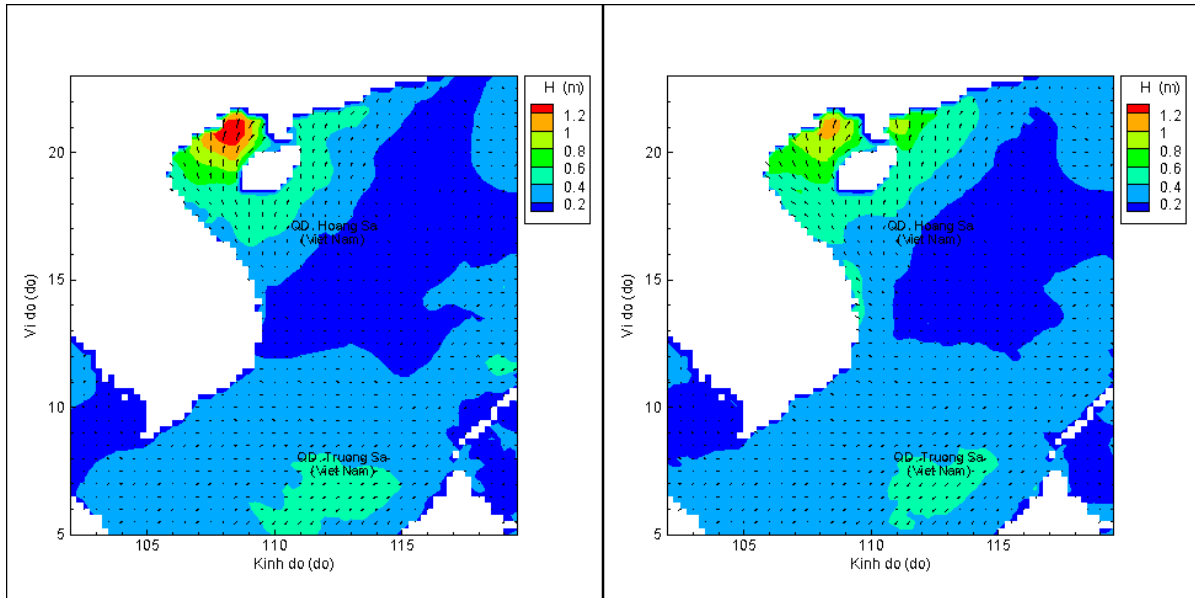 H (m)
1.2
1
0.8
0.6
0.4
0.2
20
15
10
5
Vi do (do)
QD. Hoang Sa
(Viet Nam)
QD. Truong Sa
(Viet Nam)
105
110
115
Kinh do (do)
H (m)
1.2
1
0.8
0.6
0.4
0.2
20
15
10
5
Vi do (do)
QD. Hoang Sa
(Viet Nam)
QD. Truong Sa
(Viet Nam)
105
110
115
Kinh do (do)